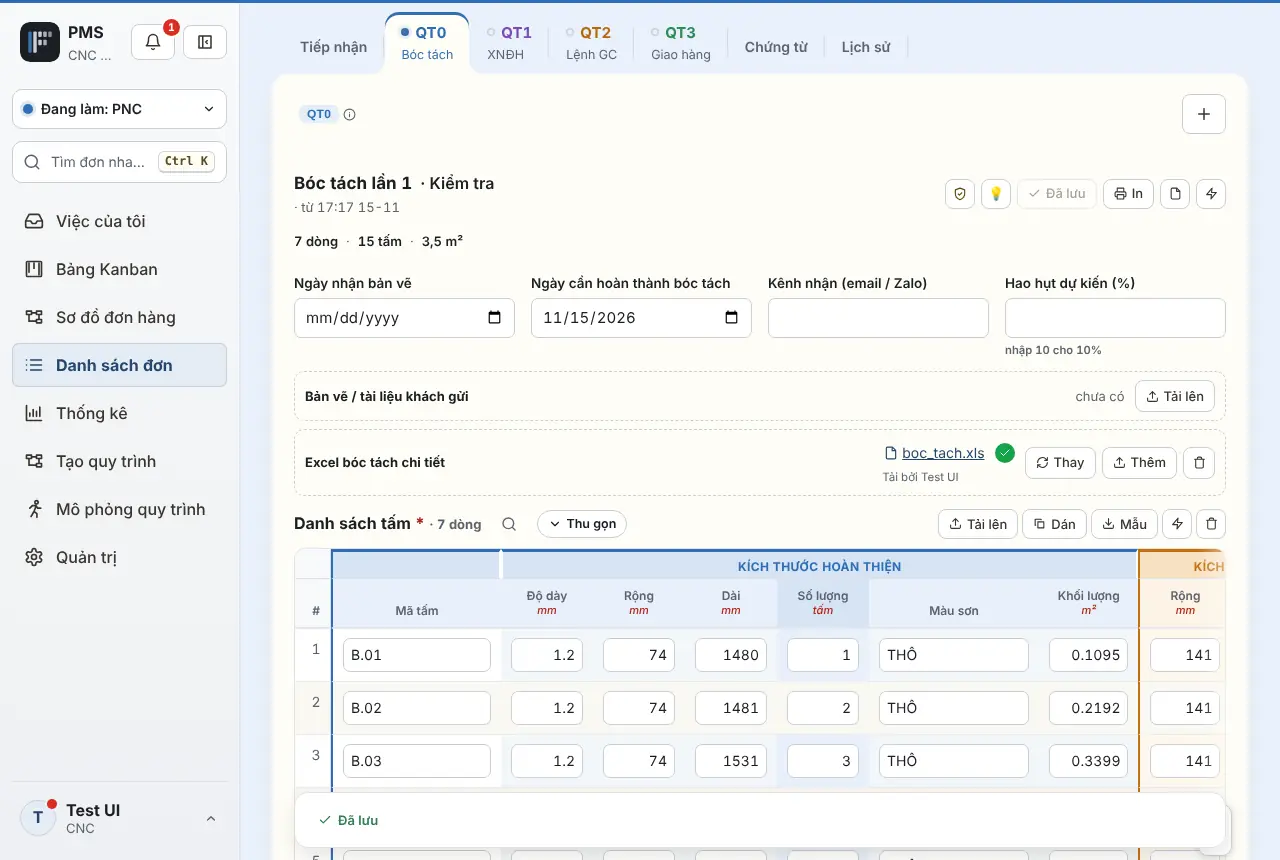 PMS
CNC ...
1
Đang làm: PNC
Tìm đơn nha...
Ctrl K
Việc của tôi
Bảng Kanban
Sơ đồ đơn hàng
Danh sách đơn
Thống kê
Tạo quy trình
Mô phỏng quy trình
Quản trị
T
Test UI
CNC
Tiếp nhận
QT0
Bóc tách
QT1
XNĐH
QT2
Lệnh GC
QT3
Giao hàng
Chứng từ
Lịch sử
QT0
Bóc tách lần 1 · Kiểm tra
· từ 17:17 15-11
Đã lưu
In
7 dòng · 15 tấm · 3,5 m²
Ngày nhận bản vẽ
Ngày cần hoàn thành bóc tách
Kênh nhận (email / Zalo)
Hao hụt dự kiến (%)
mm/dd/yyyy
11/15/2026
nhập 10 cho 10%
Bản vẽ / tài liệu khách gửi
chưa có
Tải lên
Excel bóc tách chi tiết
boc_tach.xls
Tải bởi Test UI
Thay
Thêm
Danh sách tấm * · 7 dòng
Thu gọn
Tải lên
Dán
Mẫu
KÍCH THƯỚC HOÀN THIỆN
KÍCH
# Mã tấm Độ dày mm Rộng mm Dài mm Số lượng tấm Màu sơn Khối lượng m² Rộng mm
1 B.01 1.2 74 1480 1 THÔ 0.1095 141
2 B.02 1.2 74 1481 2 THÔ 0.2192 141
3 B.03 1.2 74 1531 3 THÔ 0.3399 141
Đã lưu